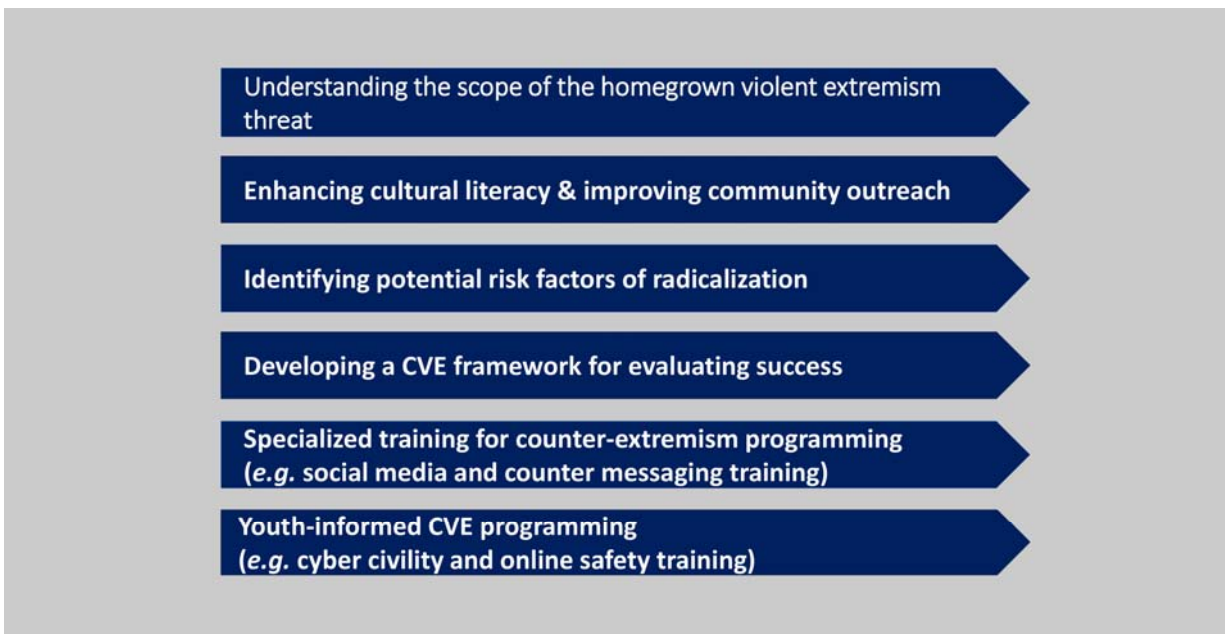 Understanding the scope of the homegrown violent extremism
threat
Enhancing cultural literacy & improving community outreach
Identifying potential risk factors of radicalization
Developing a CVE framework for evaluating success
Specialized training for counter-extremism programming
(e.g. social media and counter messaging training)
Youth-informed CVE programming
(e.g. cyber civility and online safety training)